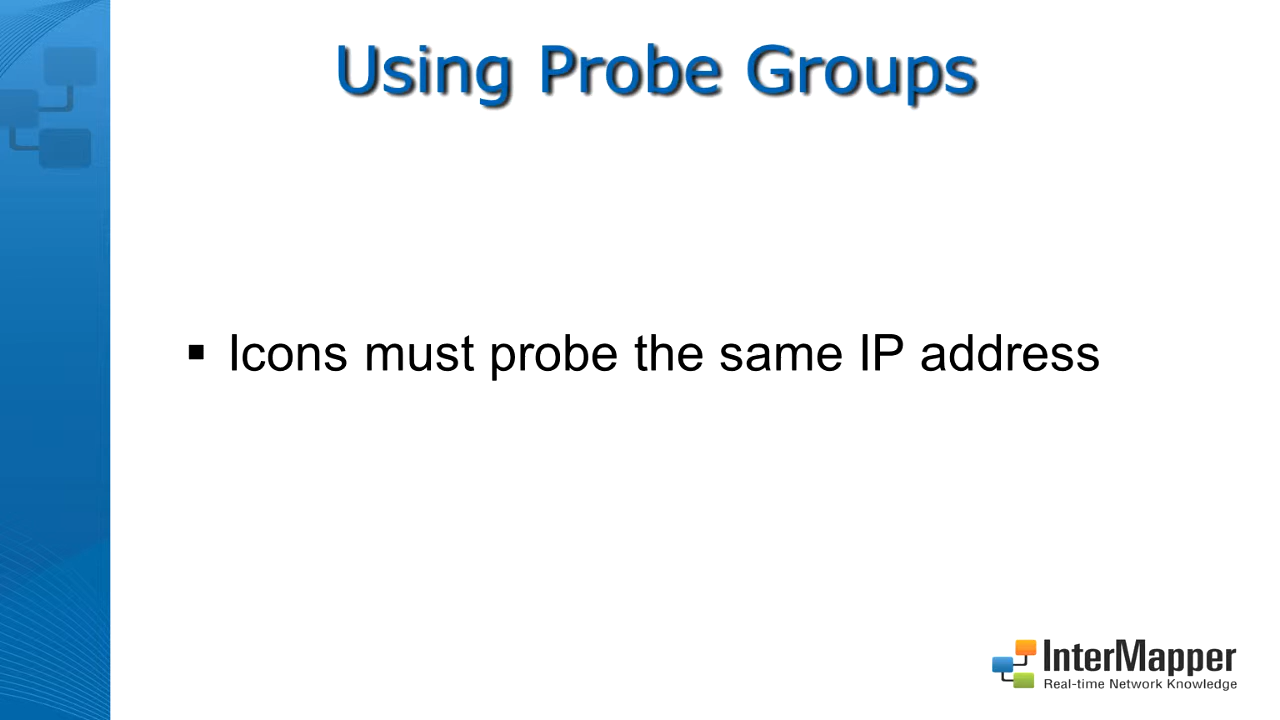 Using Probe Groups
▪ Icons must probe the same IP address
InterMapper
Real-time Network Knowledge